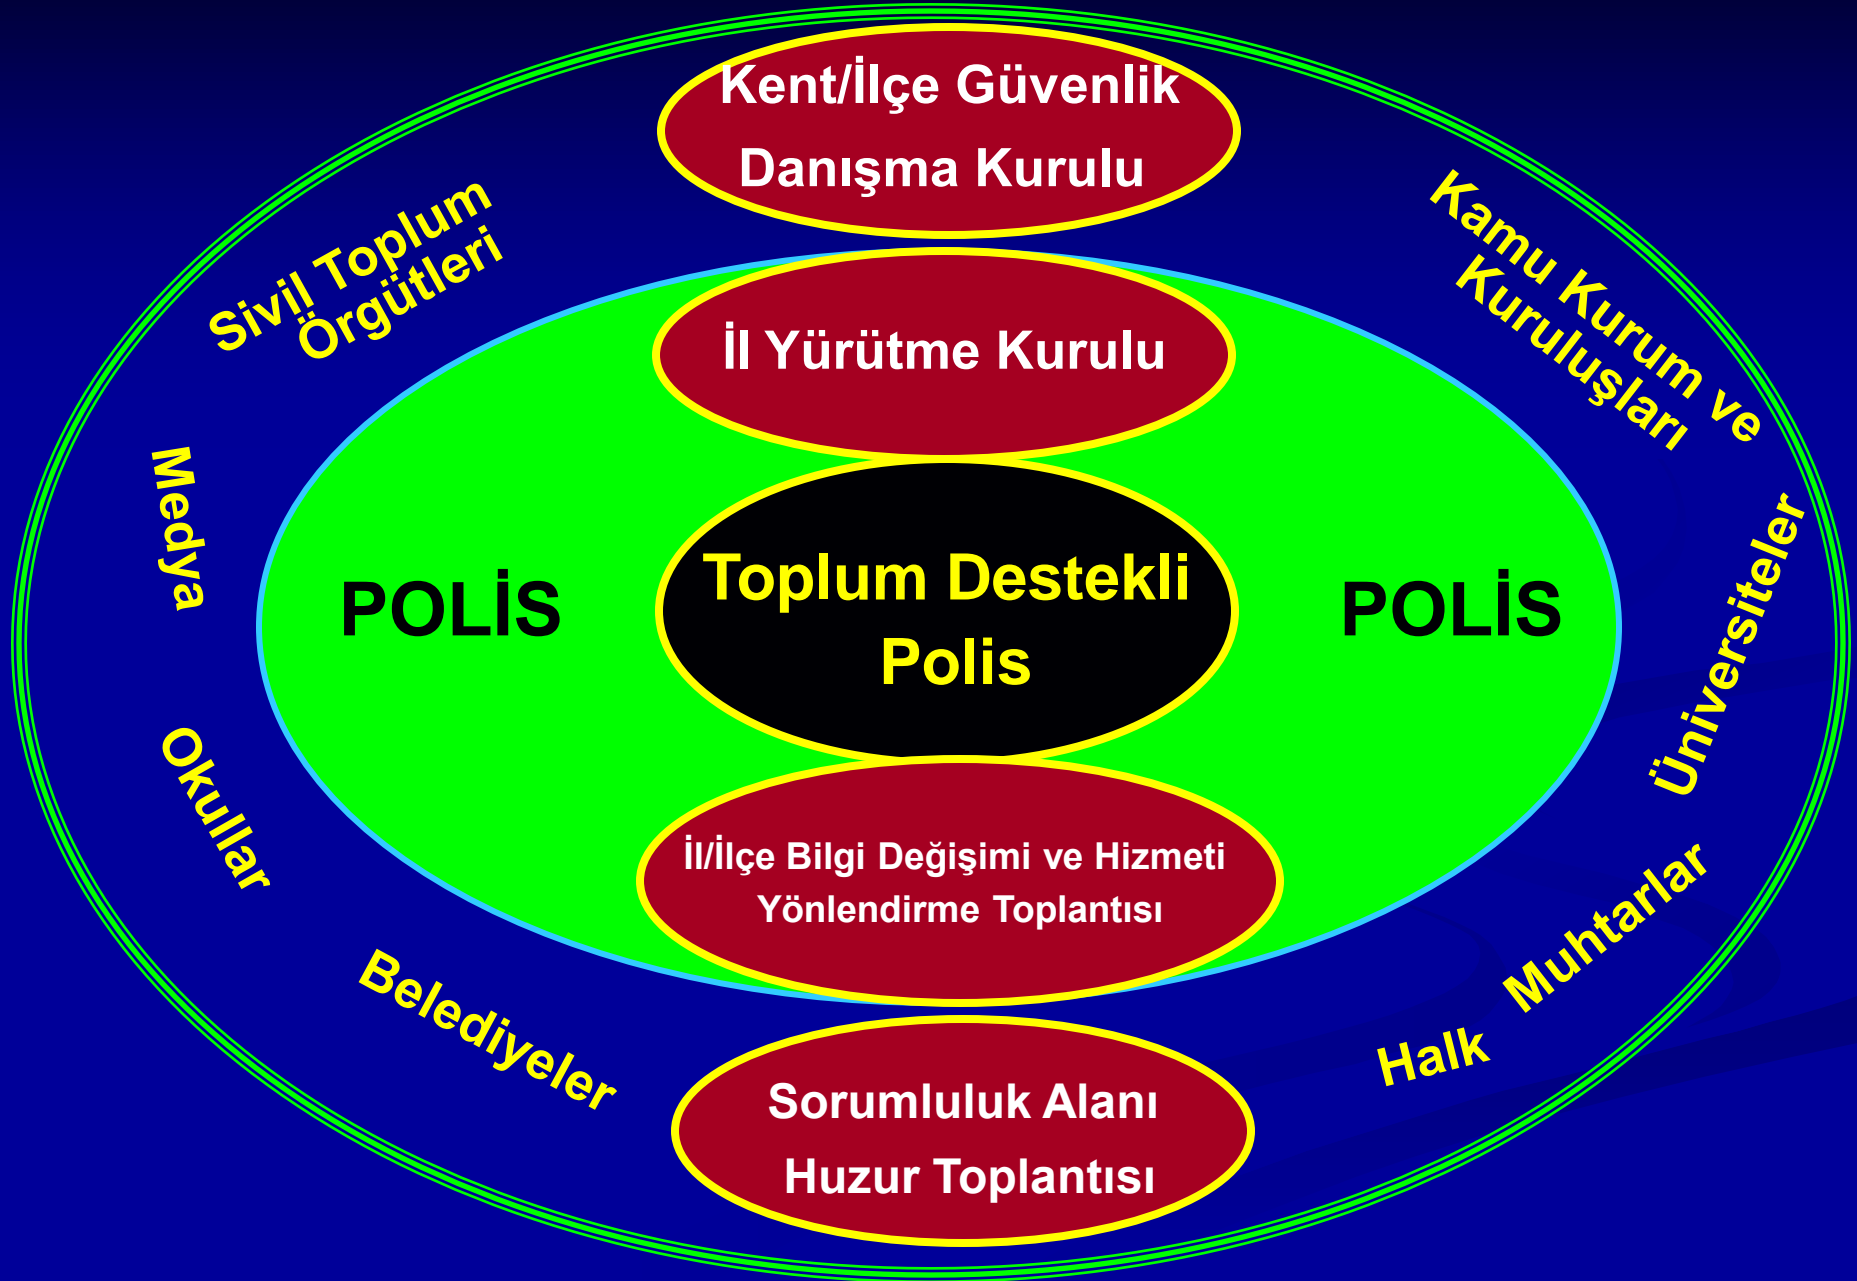 Kent/İlçe Güvenlik
Danışma Kurulu
Sivil Toplum
Örgütleri
Kamu Kurum ve
Kuruluşları
İl Yürütme Kurulu
Medya
Üniversiteler
POLİS
Toplum Destekli
Polis
POLİS
Okullar
İl/İlçe Bilgi Değişimi ve Hizmeti
Yönlendirme Toplantısı
Muhtarlar
Belediyeler
Halk
Sorumluluk Alanı
Huzur Toplantısı